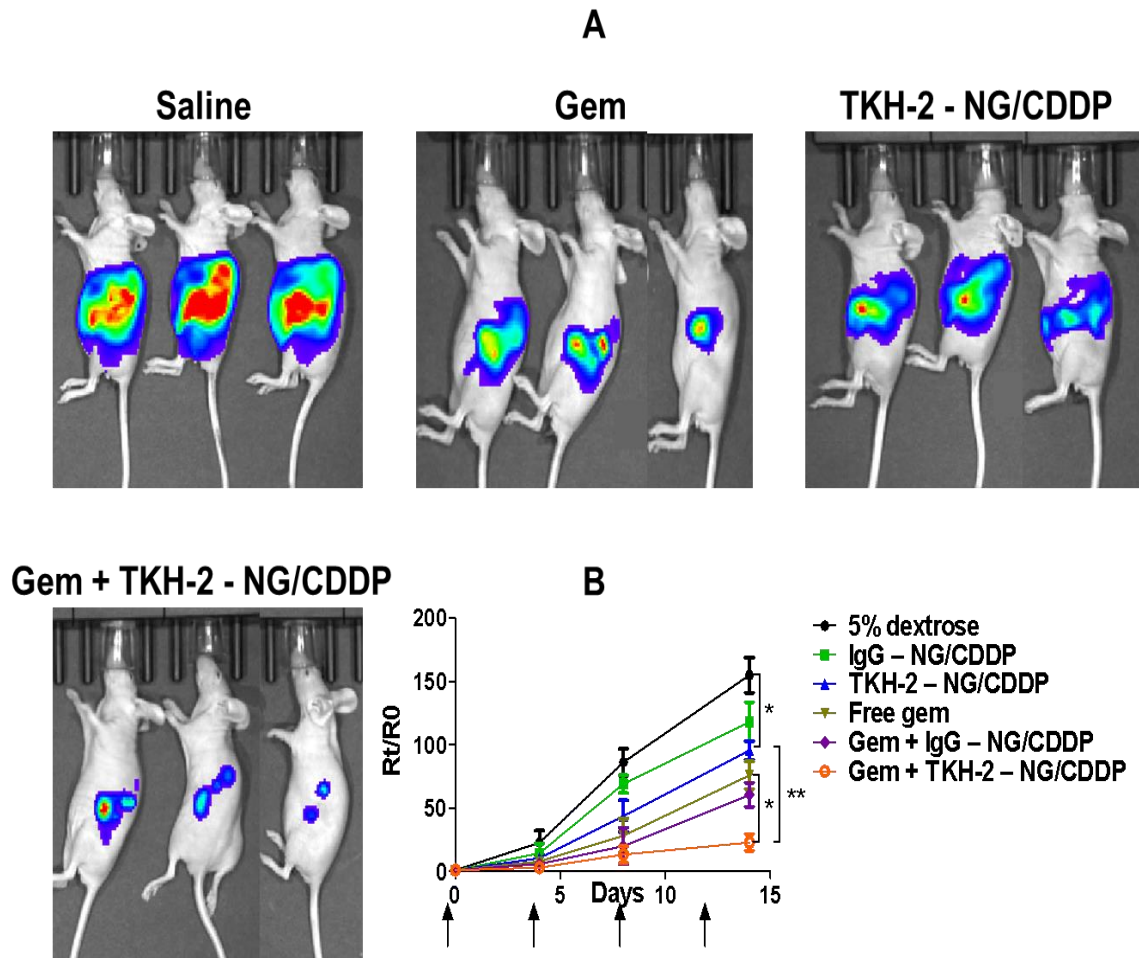 A
Saline
Gem
TKH-2 - NG/CDDP
Gem + TKH-2 - NG/CDDP
B
200
150
100
50
0
Rt/R0
0
5
10
15
Days
*
*
**
5% dextrose
IgG – NG/CDDP
TKH-2 – NG/CDDP
Free gem
Gem + IgG – NG/CDDP
Gem + TKH-2 – NG/CDDP